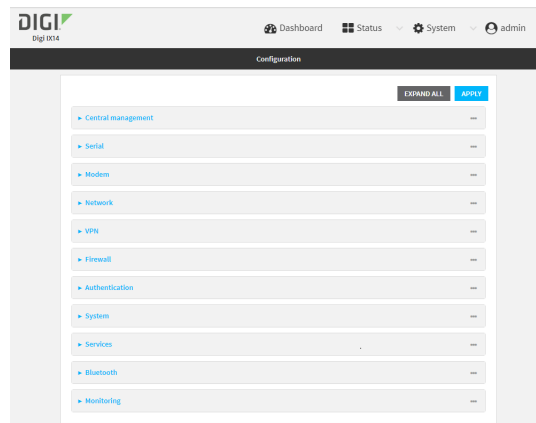 DIGI
Digi IX14
Dashboard Status System admin
Configuration
EXPAND ALL APPLY
Central management
Serial
Modem
Network
VPN
Firewall
Authentication
System
Services
Bluetooth
Monitoring